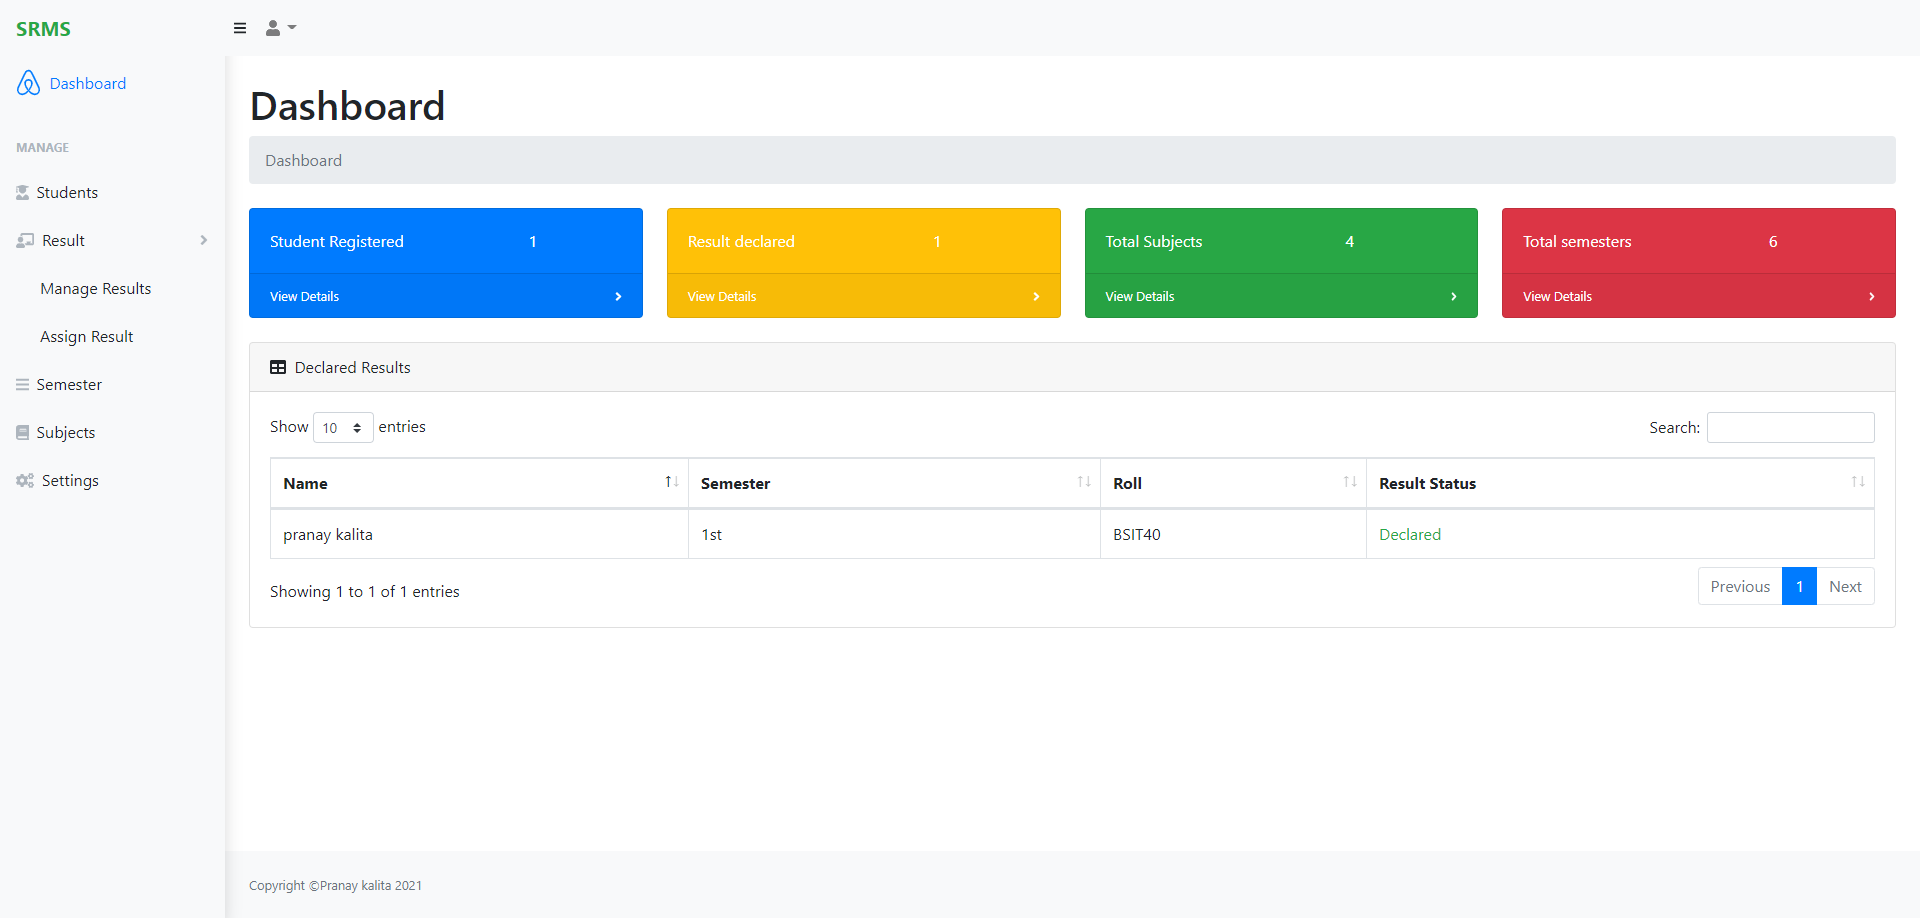 SRMS
Dashboard
MANAGE
Students
Result
Manage Results
Assign Result
Semester
Subjects
Settings
Dashboard
Dashboard
Student Registered 1
View Details
Result declared 1
View Details
Total Subjects 4
View Details
Total semesters 6
View Details
Declared Results
Show 10 entries Search:
Name Semester Roll Result Status
pranay kalita 1st BSIT40 Declared
Showing 1 to 1 of 1 entries Previous 1 Next
Copyright ©Pranay kalita 2021